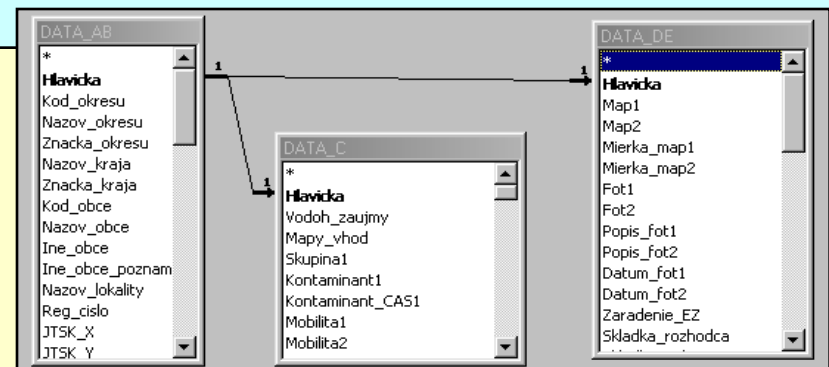 DATA_AB
*
Hlavicka
Kod_okresu
Nazov_okresu
Znacka_okresu
Nazov_kraja
Znacka_kraja
Kod_obce
Nazov_obce
Ine_obce
Ine_obce_poznam
Nazov_lokality
Reg_cislo
JTSK_X
JTSK_Y
1
1
1
DATA_C
*
Hlavicka
Vodoh_zaujmy
Mapy_vhod
Skupina1
Kontaminant1
Kontaminant_CAS1
Mobilita1
Mobilita2
DATA_DE
*
Hlavicka
Map1
Map2
Mierka_map1
Mierka_map2
Fot1
Fot2
Popis_fot1
Popis_fot2
Datum_fot1
Datum_fot2
Zaradenie_EZ
Skladka_rozhodca